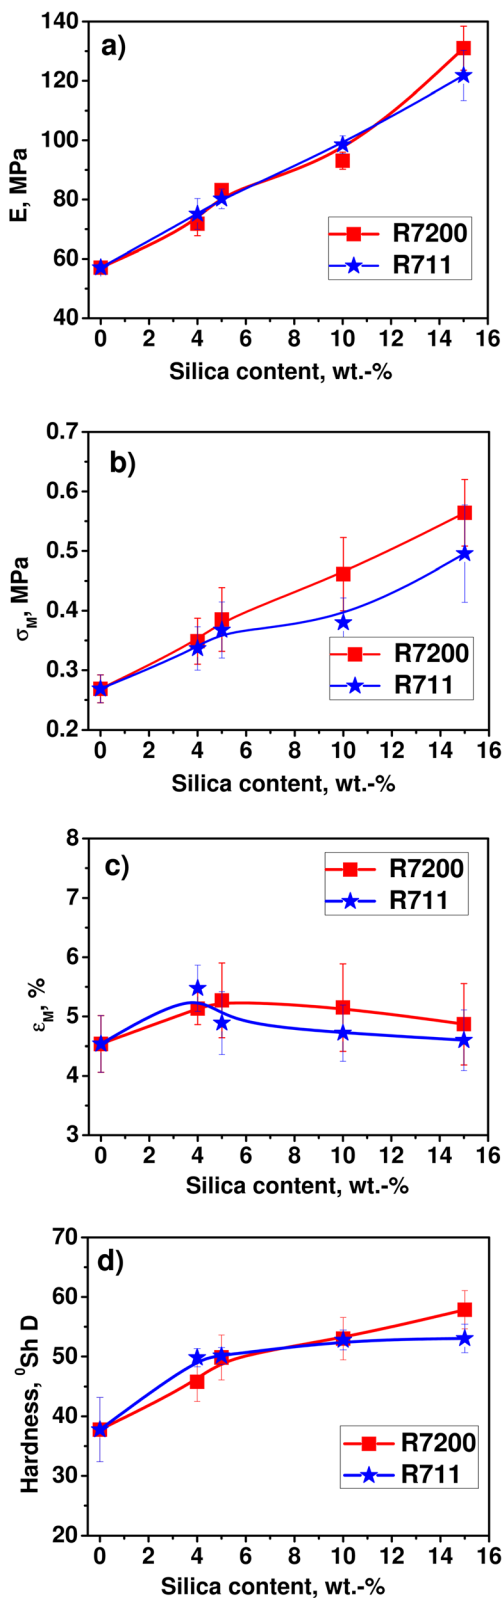 a)
E, MPa
140
120
100
80
60
40
R7200
R711
0 2 4 6 8 10 12 14 16
Silica content, wt.-%
b)
σM, MPa
0.7
0.6
0.5
0.4
0.3
0.2
R7200
R711
0 2 4 6 8 10 12 14 16
Silica content, wt.-%
c)
εM, %
8
7
6
5
4
3
R7200
R711
0 2 4 6 8 10 12 14 16
Silica content, wt.-%
d)
Hardness, ⁰Sh D
70
60
50
40
30
20
R7200
R711
0 2 4 6 8 10 12 14 16
Silica content, wt.-%